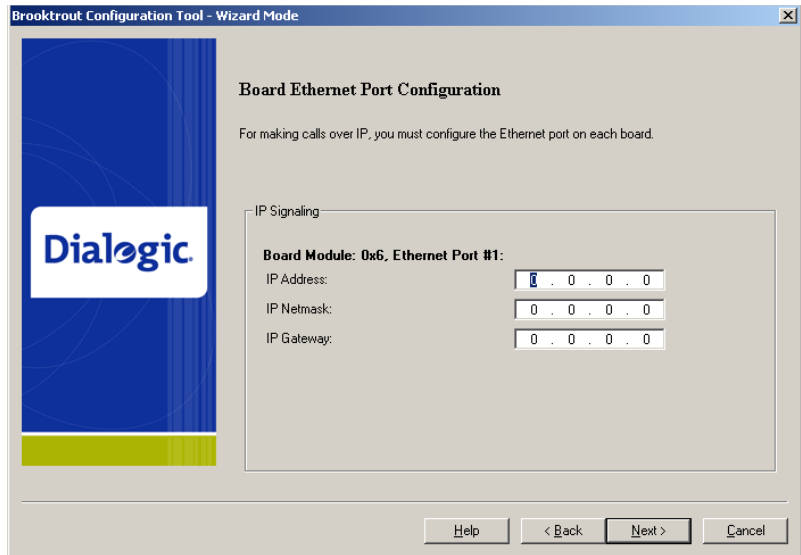 Brooktrout Configuration Tool - Wizard Mode
Board Ethernet Port Configuration
For making calls over IP, you must configure the Ethernet port on each board.
IP Signaling
Dialogic.
Board Module: 0x6, Ethernet Port #1:
IP Address: 0 . 0 . 0 . 0
IP Netmask: 0 . 0 . 0 . 0
IP Gateway: 0 . 0 . 0 . 0
Help < Back Next > Cancel